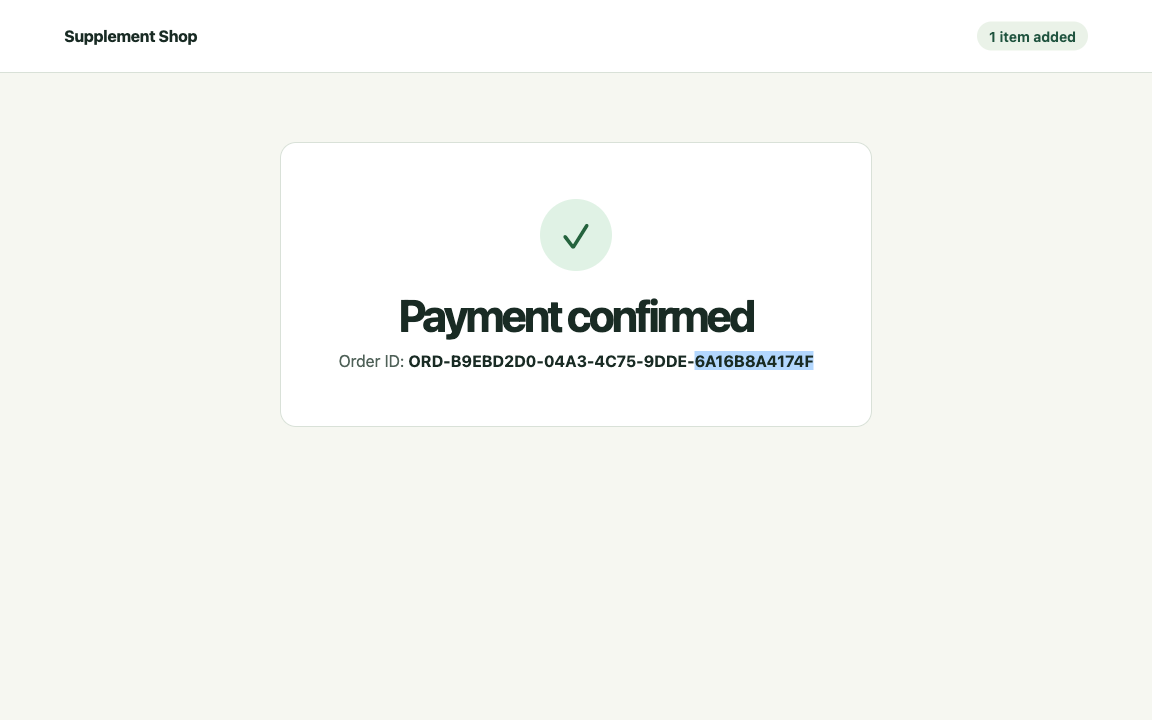 Supplement Shop
1 item added
Payment confirmed
Order ID: ORD-B9EBD2D0-04A3-4C75-9DDE-6A16B8A4174F